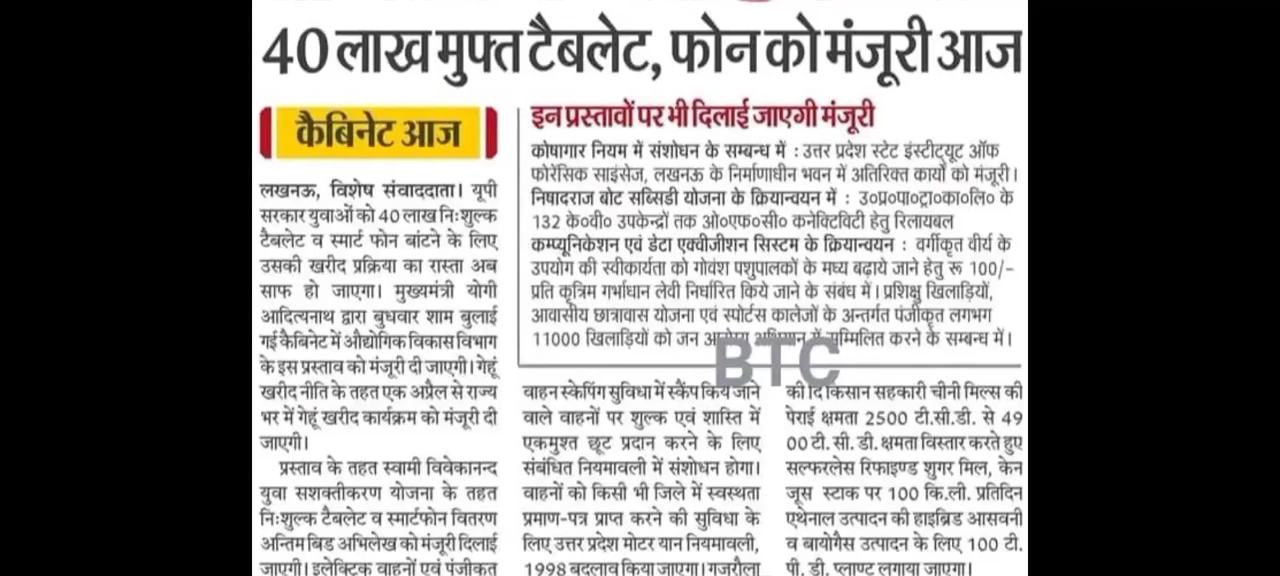 40 लाख मुफ्त टैबलेट, फोन को मंजूरी आज
कैबिनेट आज
लखनऊ, विशेष संवाददाता। यूपी
सरकार युवाओं को 40 लाख निःशुल्क
टैबलेट व स्मार्ट फोन बांटने के लिए
उसकी खरीद प्रक्रिया का रास्ता अब
साफ हो जाएगा। मुख्यमंत्री योगी
आदित्यनाथ द्वारा बुधवार शाम बुलाई
गई कैबिनेट में औद्योगिक विकास विभाग
के इस प्रस्ताव को मंजूरी दी जाएगी। गेहूं
खरीद नीति के तहत एक अप्रैल से राज्य
भर में गेहूं खरीद कार्यक्रम को मंजूरी दी
जाएगी।
प्रस्ताव के तहत स्वामी विवेकानन्द
युवा सशक्तीकरण योजना के तहत
निःशुल्क टैबलेट व स्मार्टफोन वितरण
अन्तिम बिड अभिलेख को मंजूरी दिलाई
जाएगी। इलेक्ट्रिक वाहनों एवं पंजीकृत
इन प्रस्तावों पर भी दिलाई जाएगी मंजूरी
कोषागार नियम में संशोधन के सम्बन्ध में : उत्तर प्रदेश स्टेट इंस्टीट्यूट ऑफ
फोरेंसिक साइंसेज, लखनऊ के निर्माणाधीन भवन में अतिरिक्त कार्यों को मंजूरी।
निषादराज बोट सब्सिडी योजना के क्रियान्वयन में : उ०प्र०पा०ट्रा०का०लि० के
132 के०वी० उपकेन्द्रों तक ओ०एफ०सी० कनेक्टिविटी हेतु रिलायबल
कम्प्यूनिकेशन एवं डेटा एक्वीजीशन सिस्टम के क्रियान्वयन : वर्गीकृत वीर्य के
उपयोग की स्वीकार्यता को गोवंश पशुपालकों के मध्य बढ़ाये जाने हेतु रू 100/-
प्रति कृत्रिम गर्भाधान लेवी निर्धारित किये जाने के संबंध में। प्रशिक्षु खिलाड़ियों,
आवासीय छात्रावास योजना एवं स्पोर्टस कालेजों के अन्तर्गत पंजीकृत लगभग
11000 खिलाड़ियों को जन आरोग्य अभियान में सम्मिलित करने के सम्बन्ध में।
BTC
वाहन स्केपिंग सुविधा में स्कैंप किये जाने
वाले वाहनों पर शुल्क एवं शास्ति में
एकमुश्त छूट प्रदान करने के लिए
संबंधित नियमावली में संशोधन होगा।
वाहनों को किसी भी जिले में स्वस्थता
प्रमाण-पत्र प्राप्त करने की सुविधा के
लिए उत्तर प्रदेश मोटर यान नियमावली,
1998 बदलाव किया जाएगा। गजरौला
की दि किसान सहकारी चीनी मिल्स की
पेराई क्षमता 2500 टी.सी.डी. से 49
00 टी. सी. डी. क्षमता विस्तार करते हुए
सल्फरलेस रिफाइण्ड शुगर मिल, केन
जूस स्टाक पर 100 कि.ली. प्रतिदिन
एथेनाल उत्पादन की हाइब्रिड आसवनी
व बायोगैस उत्पादन के लिए 100 टी.
पी. डी. प्लाण्ट लगाया जाएगा।